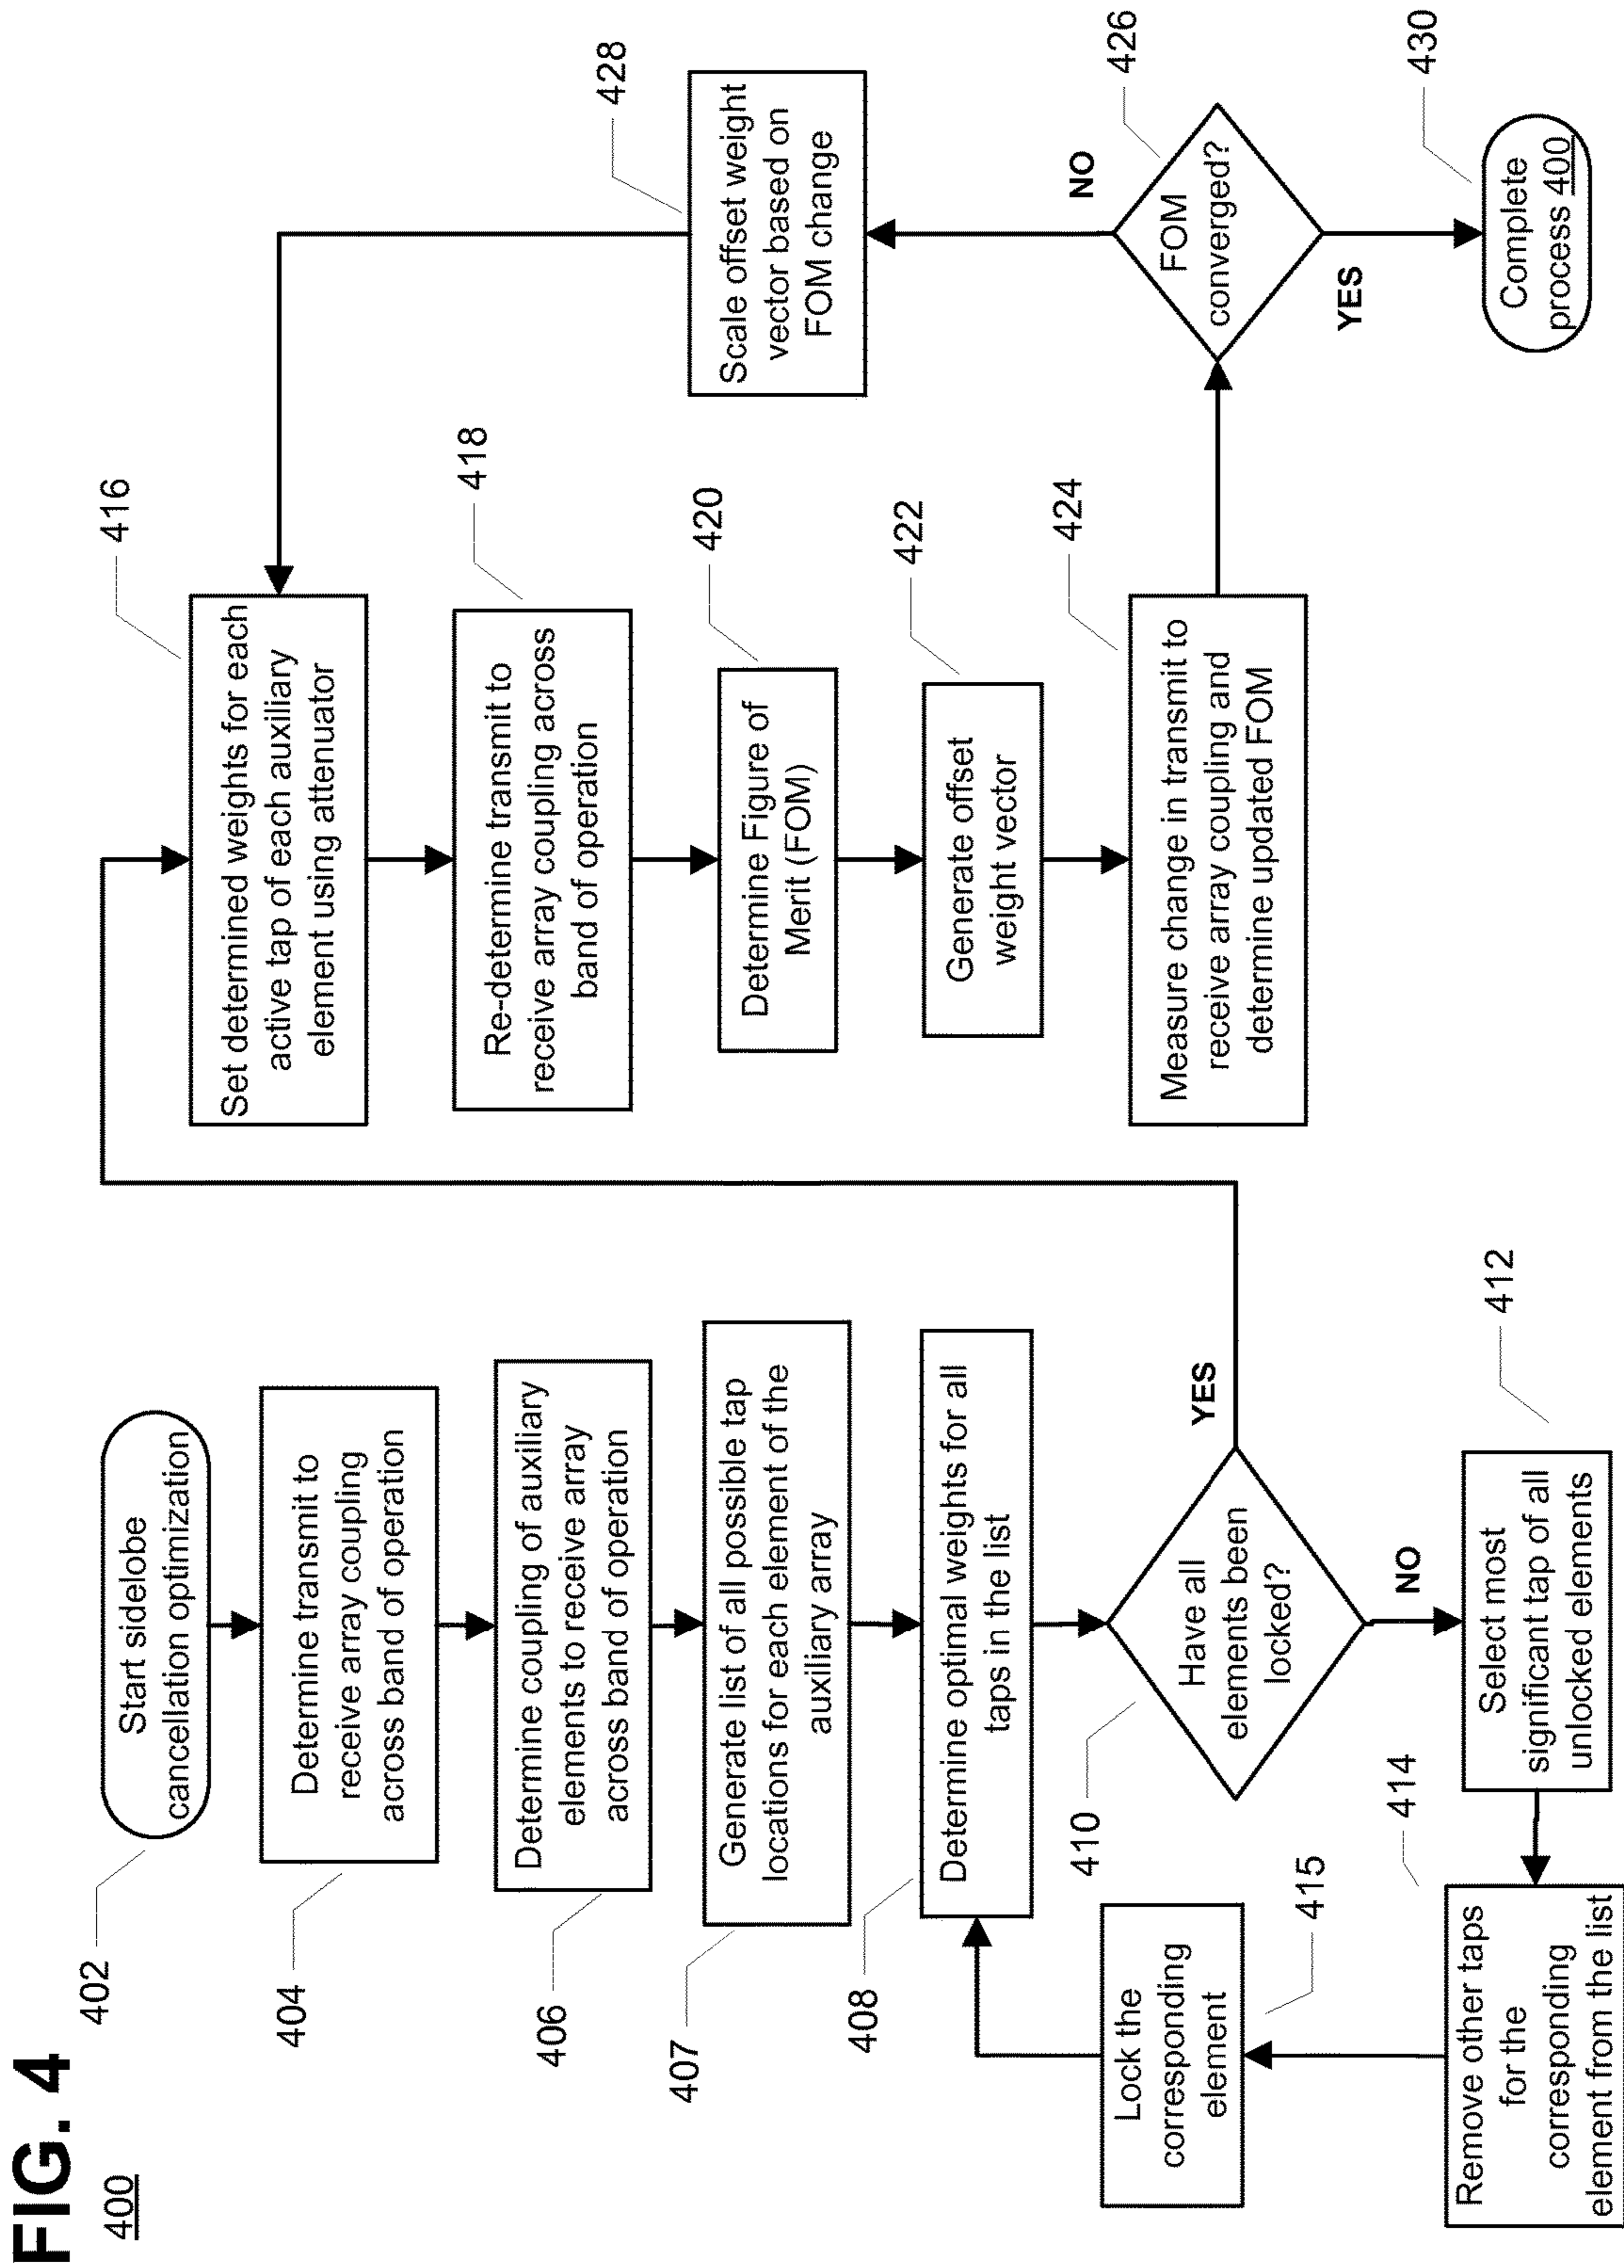 FIG. 4
400
402
Start sidelobe
cancellation optimization
404
Determine transmit to
receive array coupling
across band of operation
406
Determine coupling of auxiliary
elements to receive array
across band of operation
407
Generate list of all possible tap
locations for each element of the
auxiliary array
408
Determine optimal weights for all
taps in the list
410
Have all
elements been
locked?
YES
NO
412
Select most
significant tap of all
unlocked elements
414
Remove other taps
for the
corresponding
element from the list
415
Lock the
corresponding
element
416
Set determined weights for each
active tap of each auxiliary
element using attenuator
418
Re-determine transmit to
receive array coupling across
band of operation
420
Determine Figure of
Merit (FOM)
422
Generate offset
weight vector
424
Measure change in transmit to
receive array coupling and
determine updated FOM
426
FOM
converged?
NO
YES
428
Scale offset weight
vector based on
FOM change
430
Complete
process 400